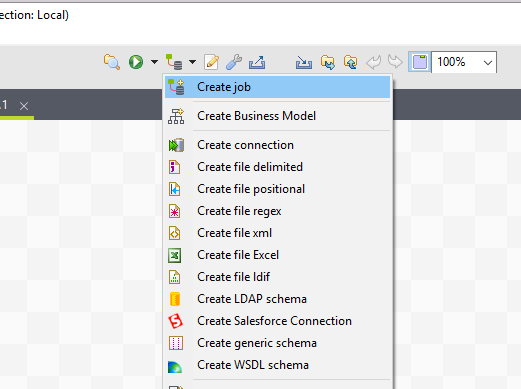 ection: Local)
100%
.1
Create job
Create Business Model
Create connection
Create file delimited
Create file positional
Create file regex
Create file xml
Create file Excel
Create file ldif
Create LDAP schema
Create Salesforce Connection
Create generic schema
Create WSDL schema